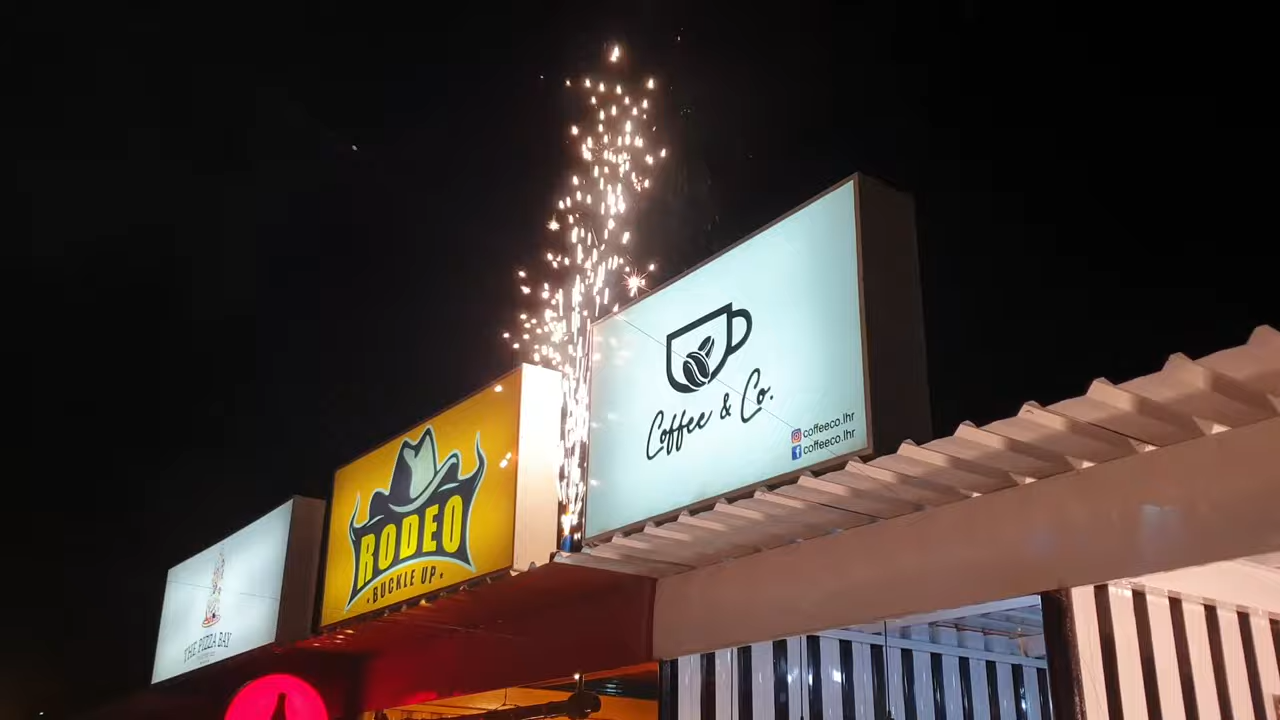 THE PIZZA BAY
RODEO
• BUCKLE UP •
Coffee & Co.
coffeeco.lhr
coffeeco.lhr